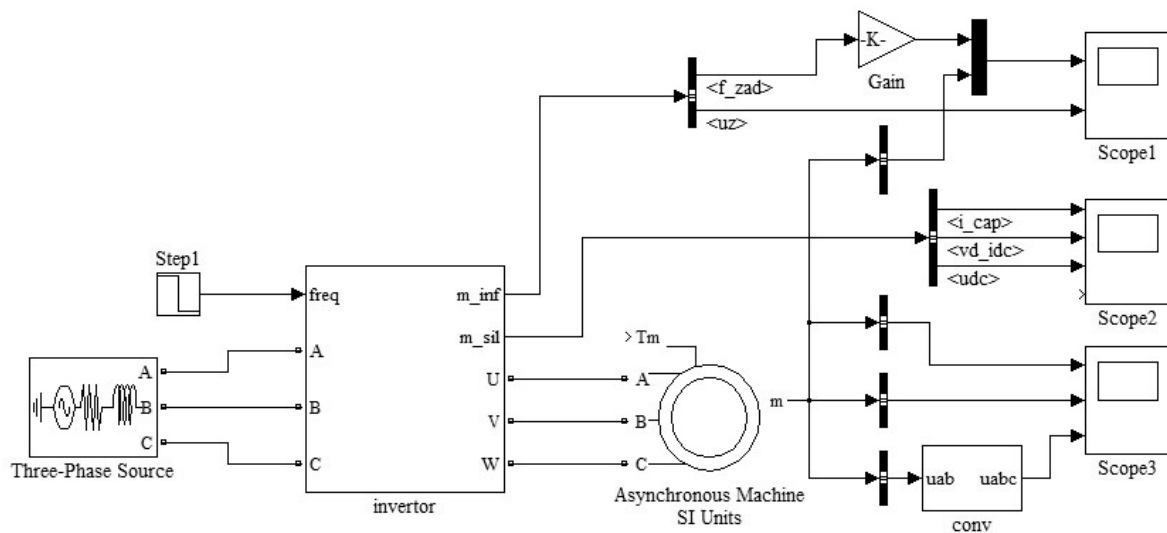 -K-
Gain
<f_zad>
<uz>
Scope1
<i_cap>
<vd_idc>
<udc>
Scope2
Step1
freq
m_inf
m_sil
A
B
C
U
V
W
invertor
A
B
C
Three-Phase Source
Tm
A
B
C
m
Asynchronous Machine
SI Units
Scope3
uab
uabc
conv